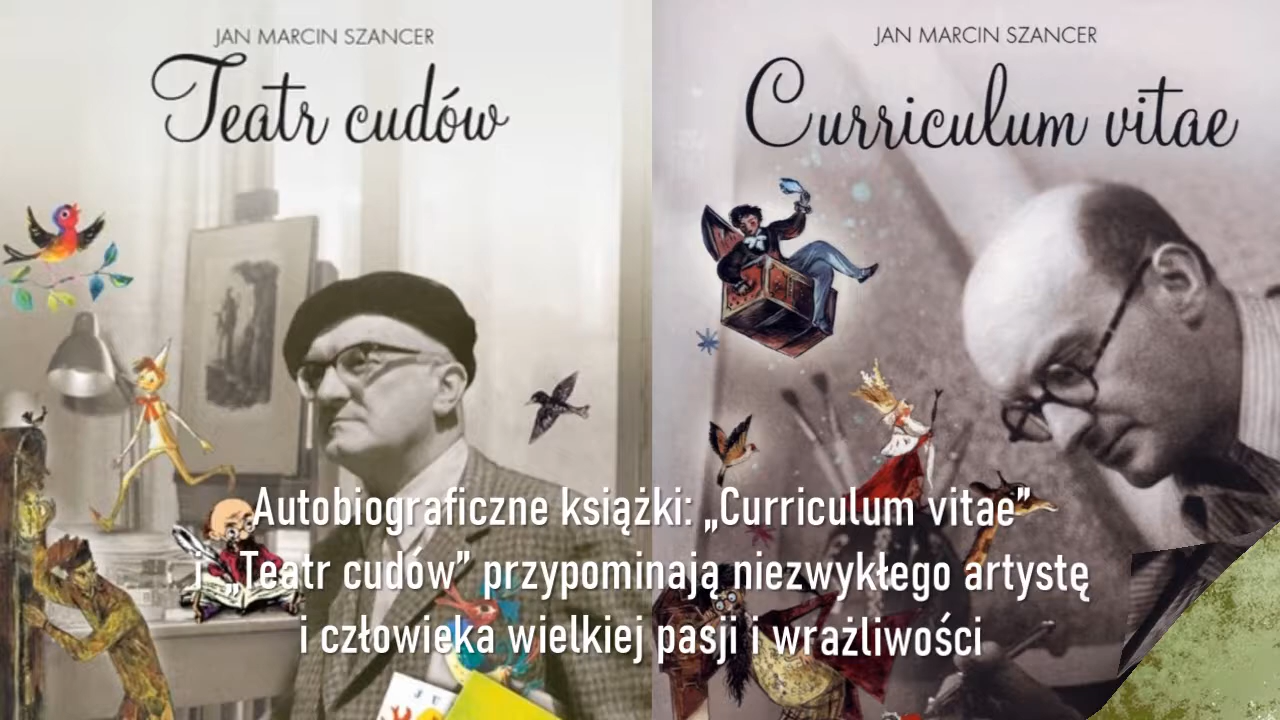 JAN MARCIN SZANCER
Teatr cudów
JAN MARCIN SZANCER
Curriculum vitae
Autobiograficzne książki: „Curriculum vitae”
i „Teatr cudów” przypominają niezwykłego artystę
i człowieka wielkiej pasji i wrażliwości